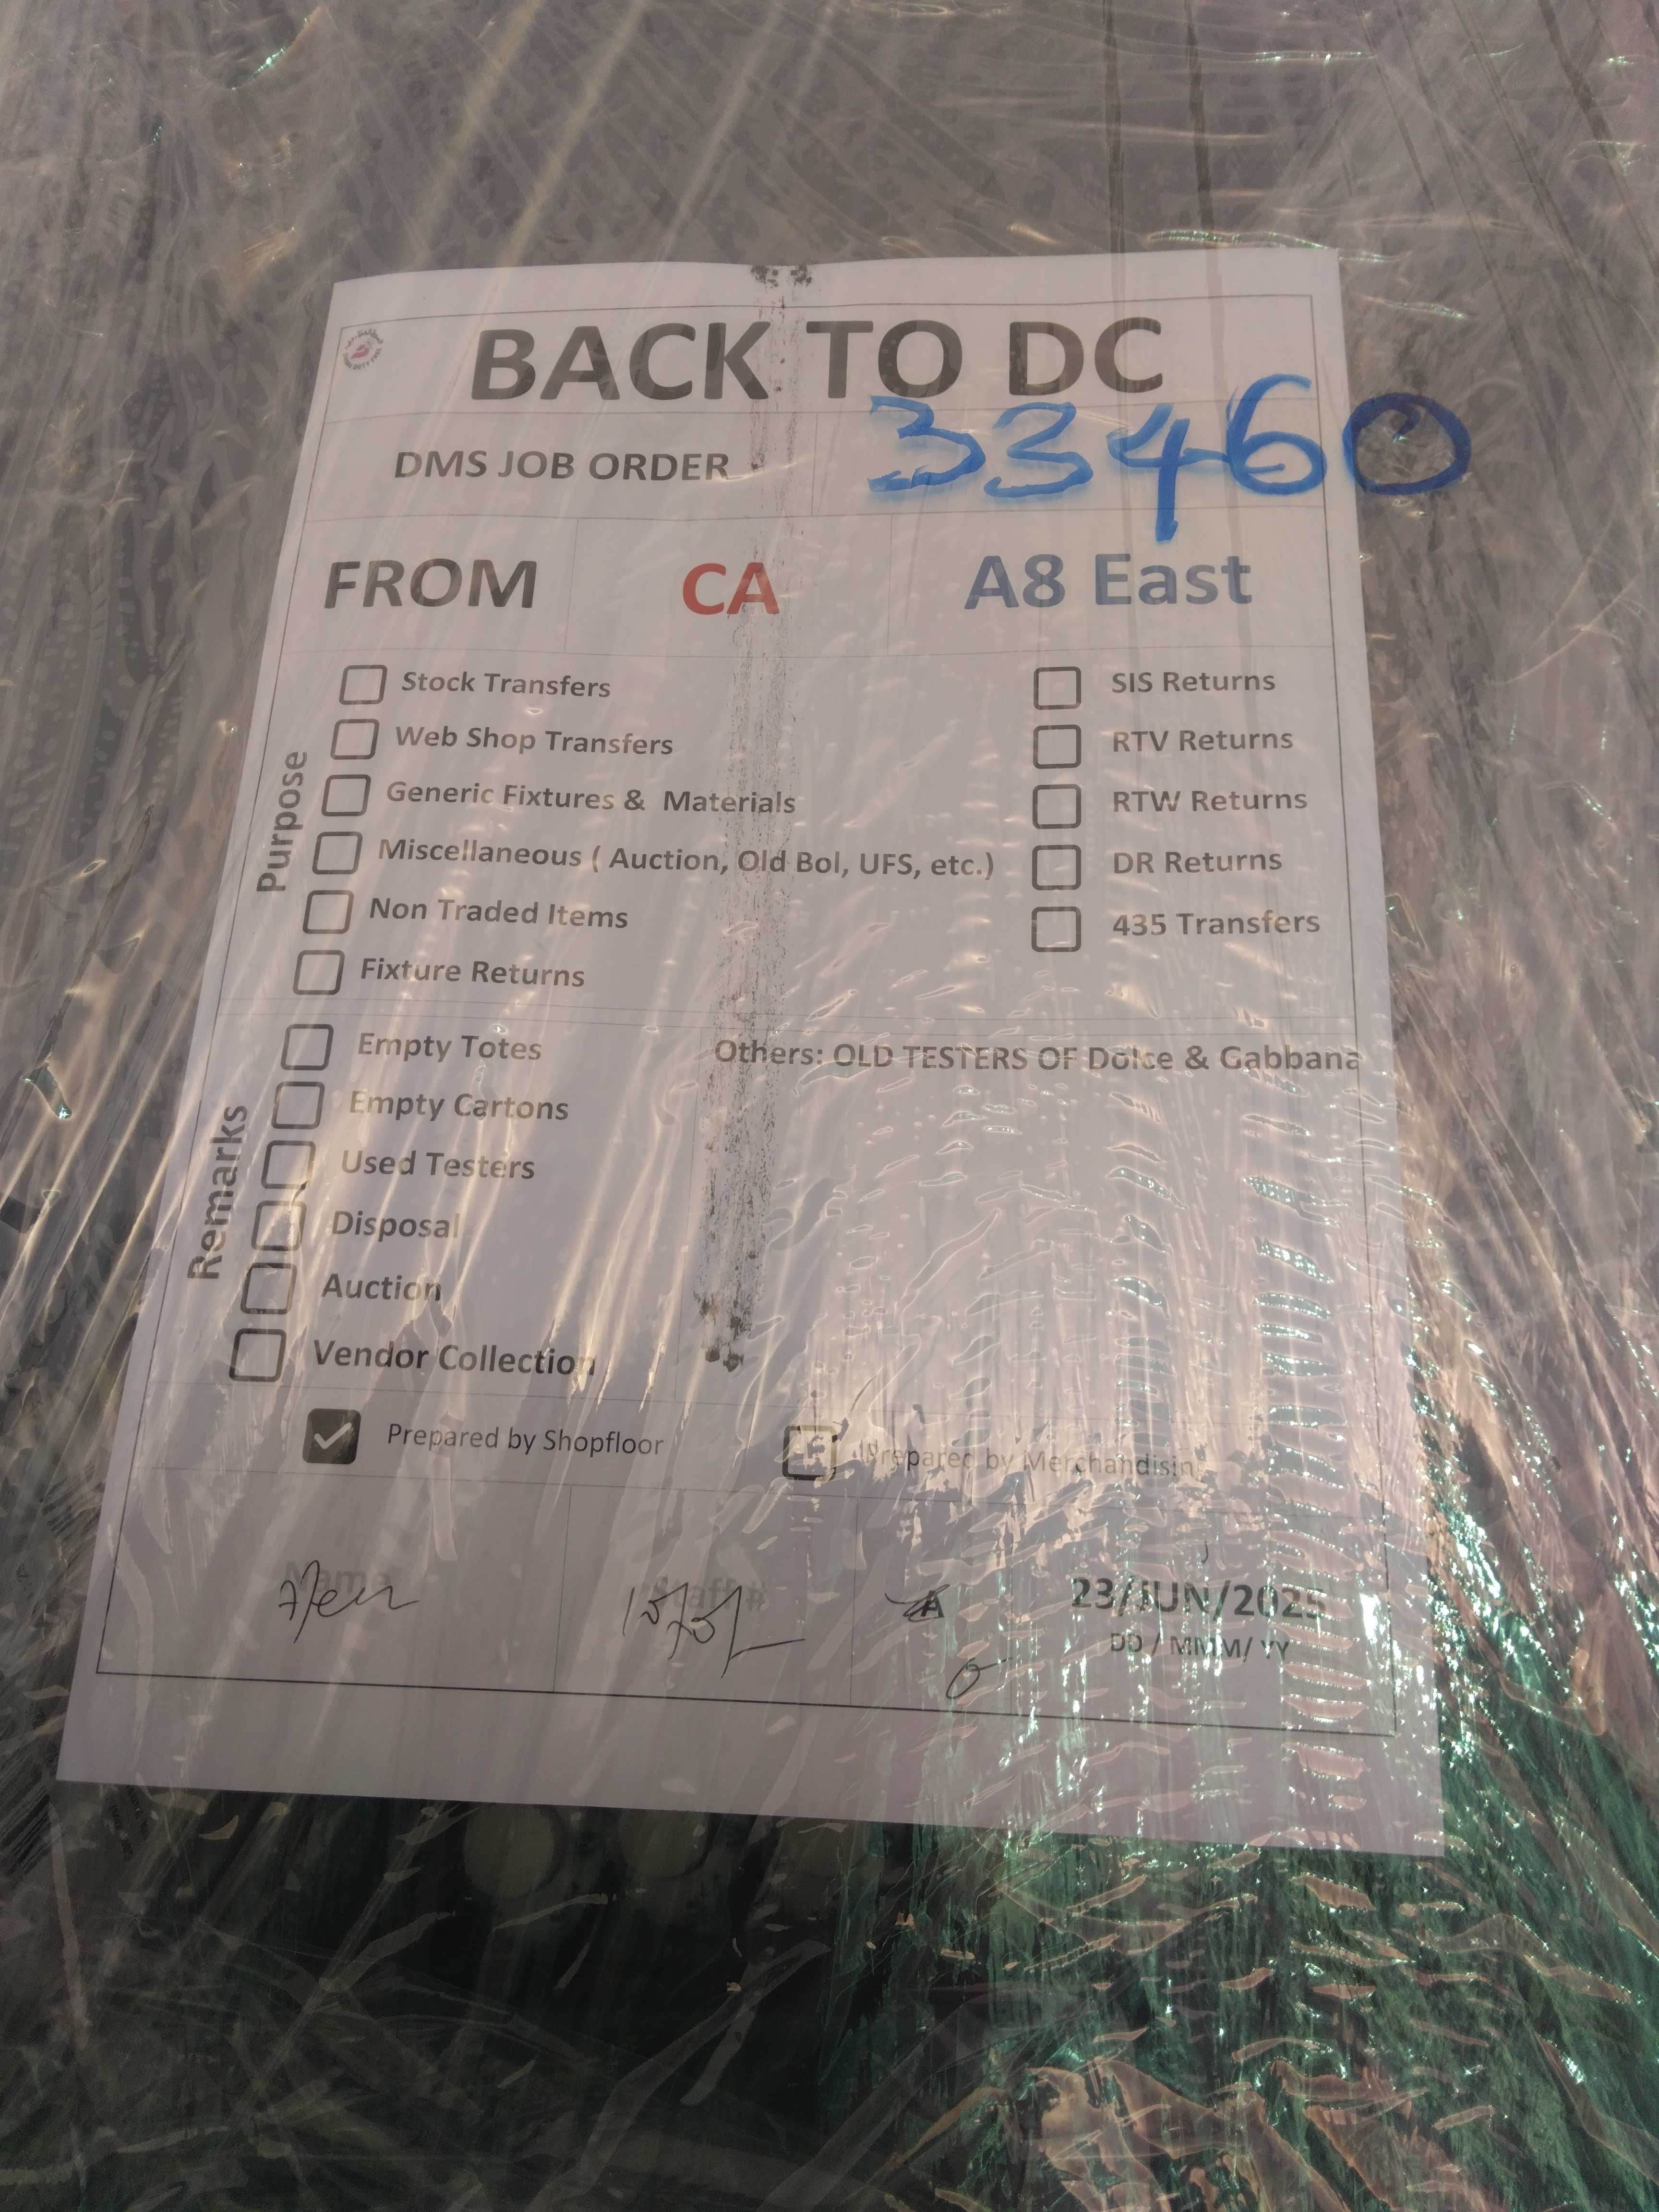 BACK TO DC
DMS JOB ORDER 33460
FROM CA A8 East
Purpose
Stock Transfers
Web Shop Transfers
Generic Fixtures & Materials
Miscellaneous ( Auction, Old Bol, UFS, etc.)
Non Traded Items
Fixture Returns
SIS Returns
RTV Returns
RTW Returns
DR Returns
435 Transfers
Remarks
Empty Totes
Empty Cartons
Used Testers
Disposal
Auction
Vendor Collection
Others: OLD TESTERS OF Dolce & Gabbana
Prepared by Shopfloor
Prepared by Merchandisin
Name
Staff #
23/JUN/2025
DD / MMM/ YY